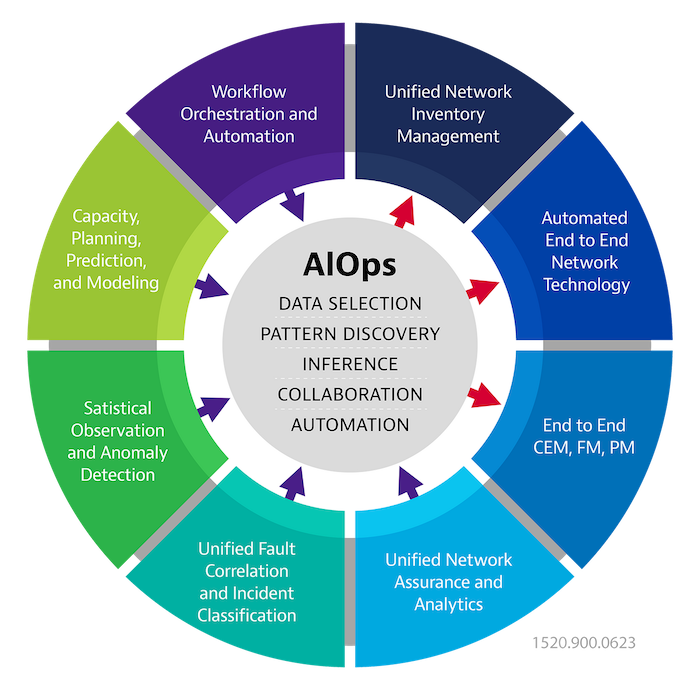 Workflow
Orchestration and
Automation
Unified Network
Inventory
Management
Automated
End to End
Network
Technology
End to End
CEM, FM, PM
Unified Network
Assurance and
Analytics
Unified Fault
Correlation
and Incident
Classification
Satistical
Observation
and Anomaly
Detection
Capacity,
Planning,
Prediction,
and Modeling
AIOps
DATA SELECTION
PATTERN DISCOVERY
INFERENCE
COLLABORATION
AUTOMATION
1520.900.0623